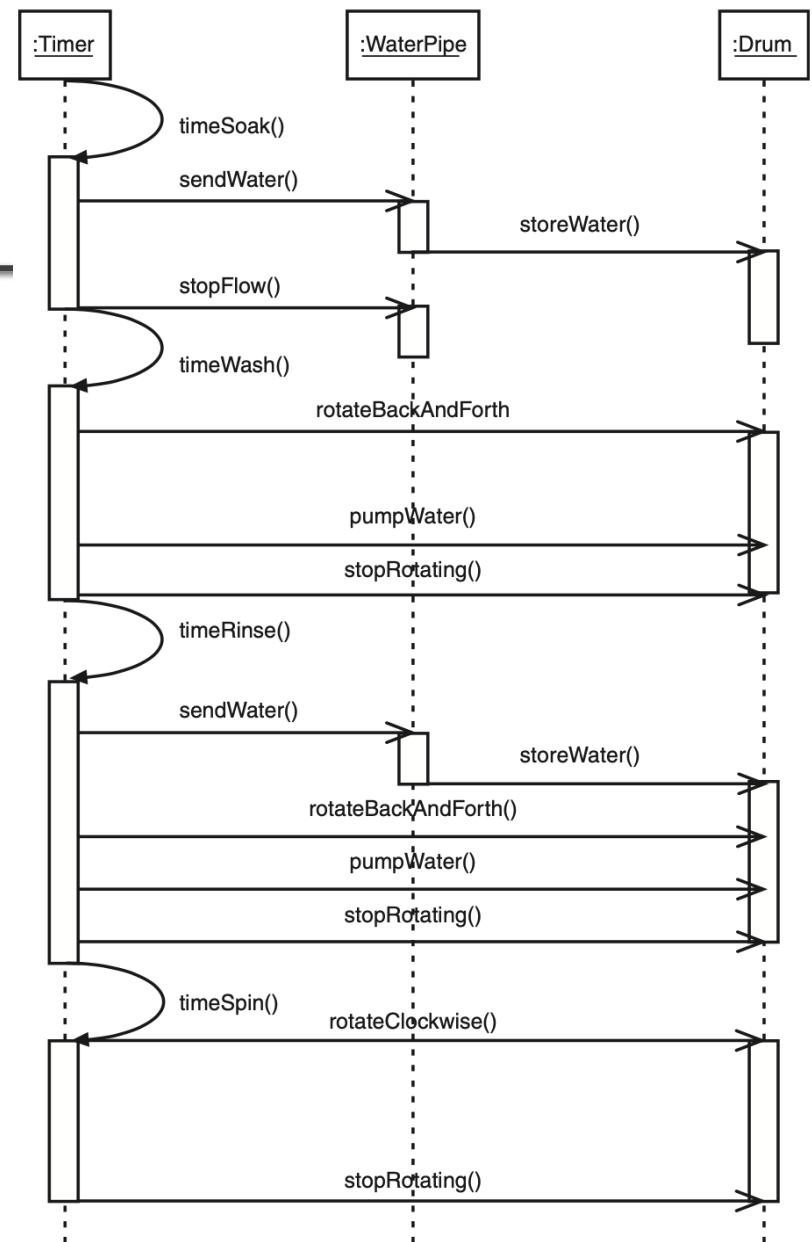 :Timer
:WaterPipe
:Drum
timeSoak()
sendWater()
storeWater()
stopFlow()
timeWash()
rotateBackAndForth
pumpWater()
stopRotating()
timeRinse()
sendWater()
storeWater()
rotateBackAndForth()
pumpWater()
stopRotating()
timeSpin()
rotateClockwise()
stopRotating()